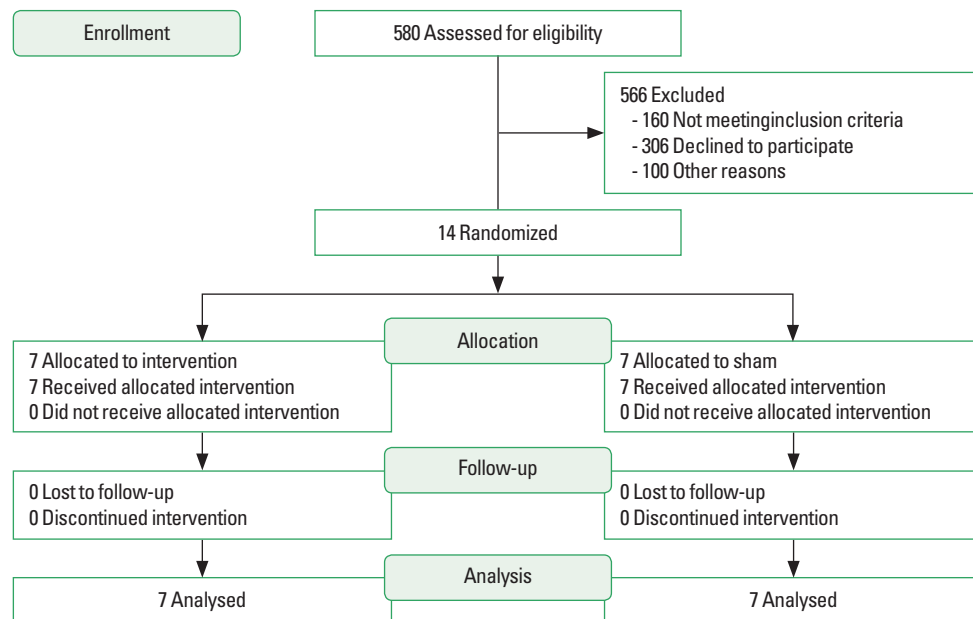 Enrollment
580 Assessed for eligibility
566 Excluded
- 160 Not meetinginclusion criteria
- 306 Declined to participate
- 100 Other reasons
14 Randomized
Allocation
7 Allocated to intervention
7 Received allocated intervention
0 Did not receive allocated intervention
7 Allocated to sham
7 Received allocated intervention
0 Did not receive allocated intervention
Follow-up
0 Lost to follow-up
0 Discontinued intervention
0 Lost to follow-up
0 Discontinued intervention
Analysis
7 Analysed
7 Analysed